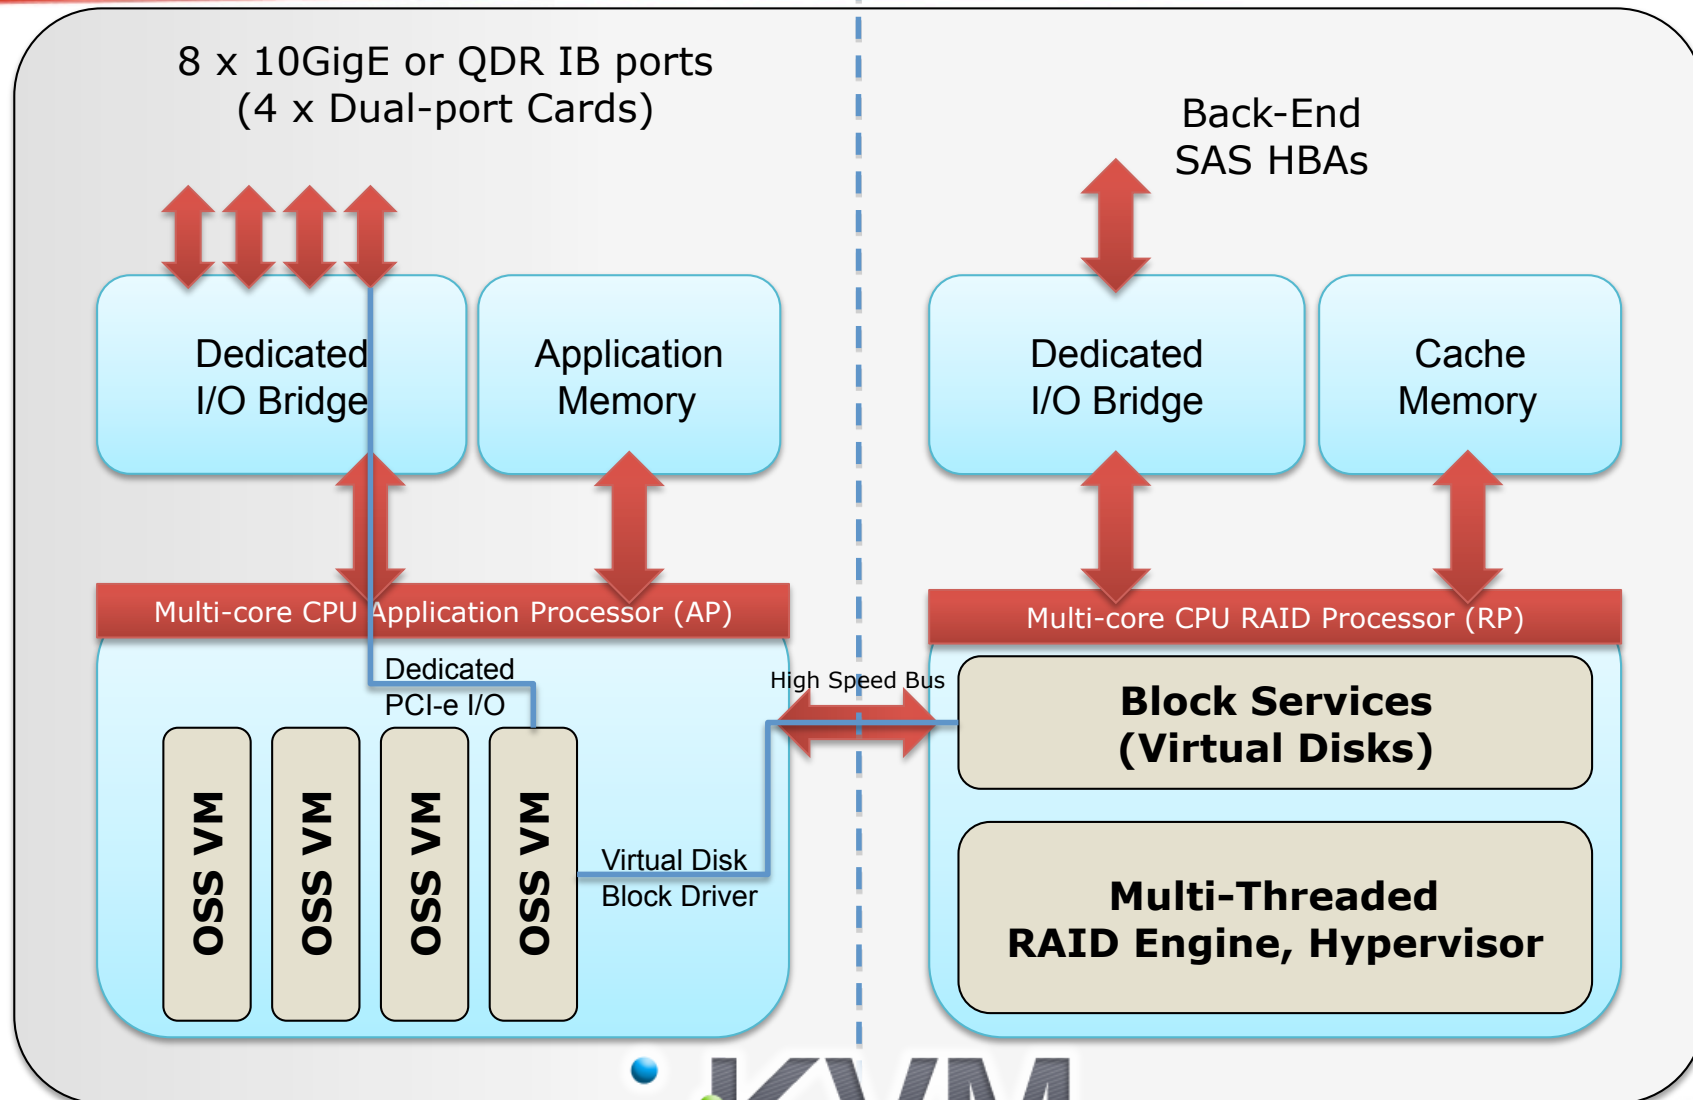 8 x 10GigE or QDR IB ports
(4 x Dual-port Cards)
Back-End
SAS HBAs
Dedicated
I/O Bridge
Application
Memory
Dedicated
I/O Bridge
Cache
Memory
Multi-core CPU Application Processor (AP)
Multi-core CPU RAID Processor (RP)
Dedicated
PCI-e I/O
High Speed Bus
Block Services
(Virtual Disks)
OSS VM
OSS VM
OSS VM
OSS VM
Virtual Disk
Block Driver
Multi-Threaded
RAID Engine, Hypervisor
KVM